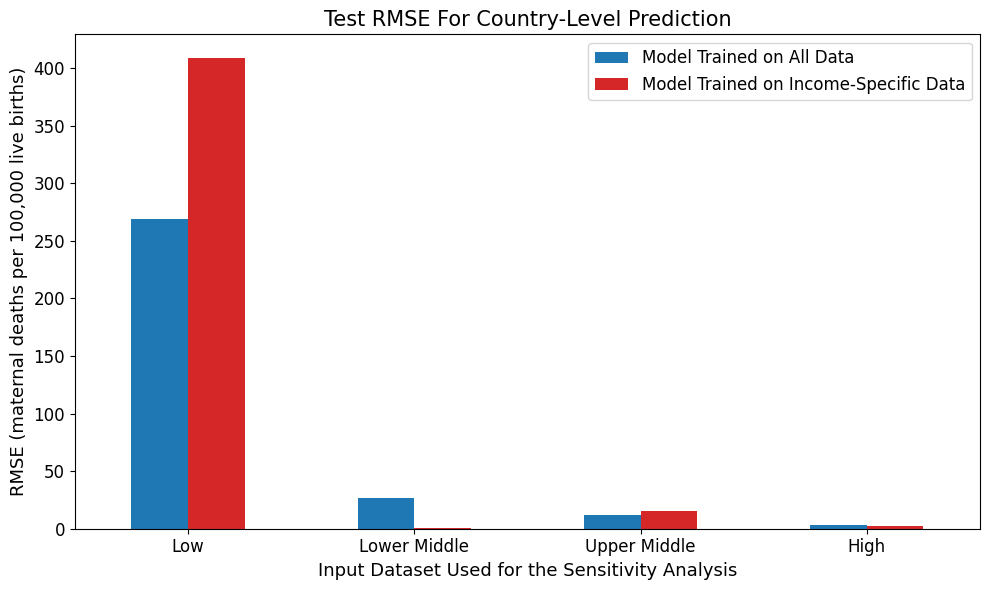 Test RMSE For Country-Level Prediction
Model Trained on All Data
Model Trained on Income-Specific Data
RMSE (maternal deaths per 100,000 live births)
400
350
300
250
200
150
100
50
0
Low
Lower Middle
Upper Middle
High
Input Dataset Used for the Sensitivity Analysis